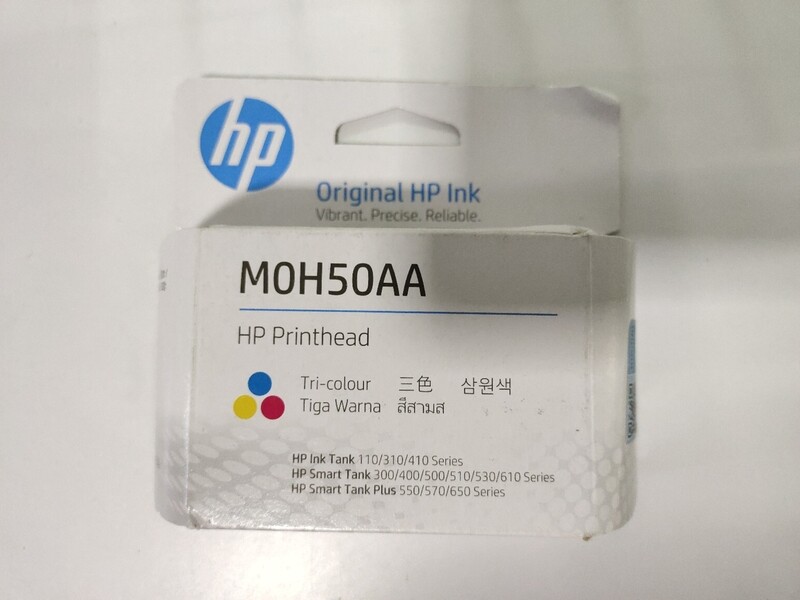 hp
Original HP Ink
Vibrant. Precise. Reliable.
M0H50AA
HP Printhead
Tri-colour 三色 삼원색
Tiga Warna สีสามส
HP Ink Tank 110/310/410 Series
HP Smart Tank 300/400/500/510/530/610 Series
HP Smart Tank Plus 550/570/650 Series